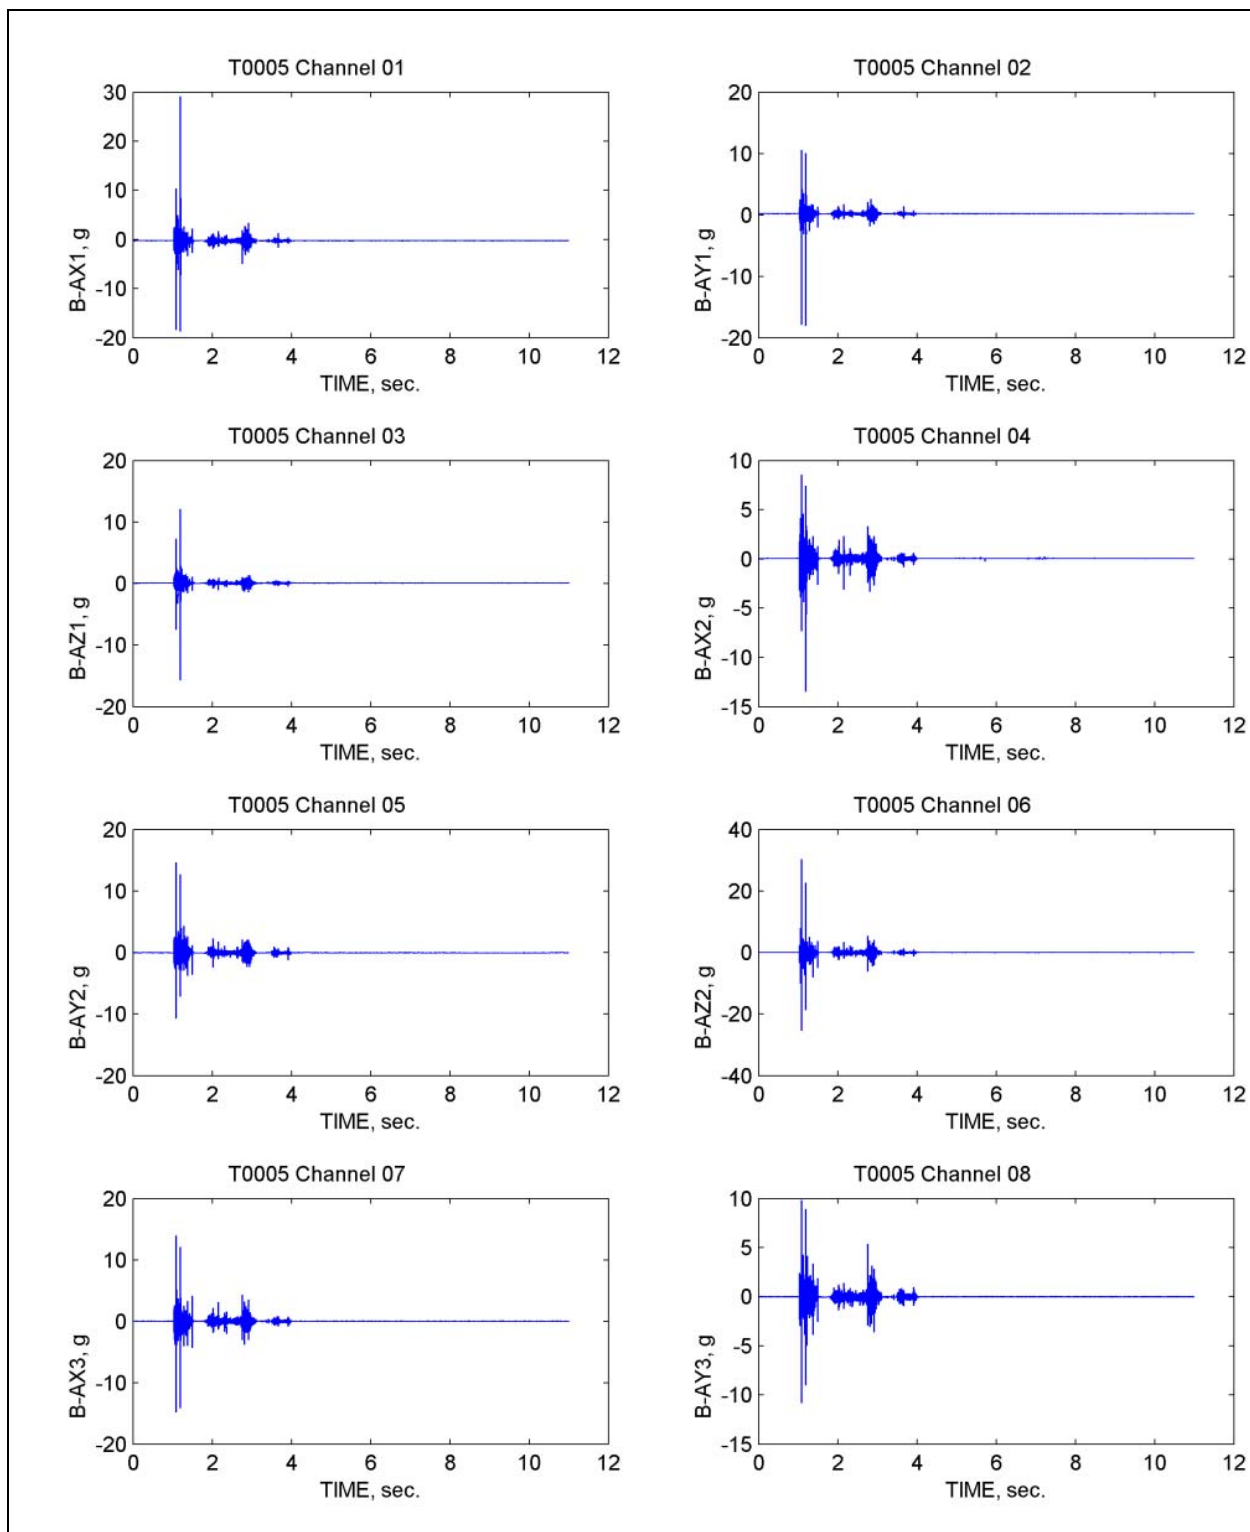 T0005 Channel 01
30
20
10
0
-10
-20
B-AX1, g
0 2 4 6 8 10 12
TIME, sec.
T0005 Channel 02
20
10
0
-10
-20
B-AY1, g
0 2 4 6 8 10 12
TIME, sec.
T0005 Channel 03
20
10
0
-10
-20
B-AZ1, g
0 2 4 6 8 10 12
TIME, sec.
T0005 Channel 04
10
5
0
-5
-10
-15
B-AX2, g
0 2 4 6 8 10 12
TIME, sec.
T0005 Channel 05
20
10
0
-10
-20
B-AY2, g
0 2 4 6 8 10 12
TIME, sec.
T0005 Channel 06
40
20
0
-20
-40
B-AZ2, g
0 2 4 6 8 10 12
TIME, sec.
T0005 Channel 07
20
10
0
-10
-20
B-AX3, g
0 2 4 6 8 10 12
TIME, sec.
T0005 Channel 08
10
5
0
-5
-10
-15
B-AY3, g
0 2 4 6 8 10 12
TIME, sec.